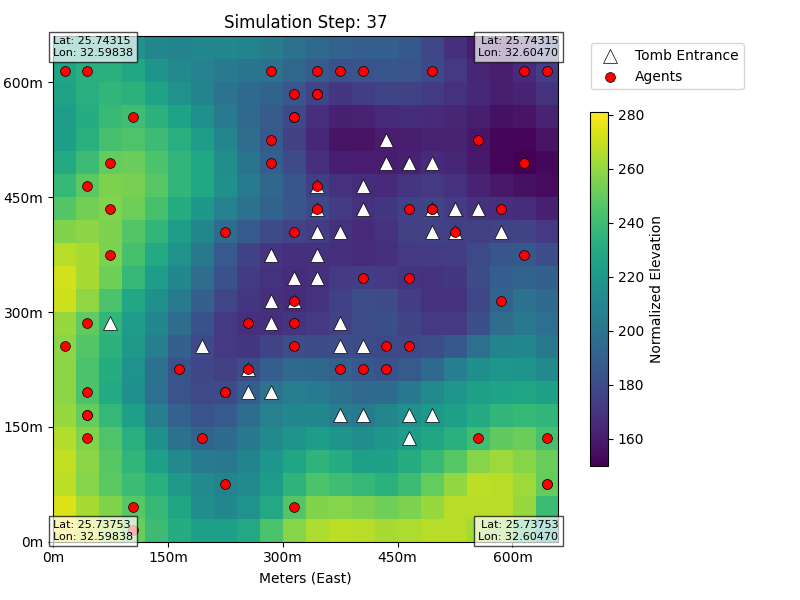 Simulation Step: 37
Lat: 25.74315
Lon: 32.59838
Lat: 25.74315
Lon: 32.60470
Tomb Entrance
Agents
600m
450m
300m
150m
0m
Lat: 25.73753
Lon: 32.59838
Lat: 25.73753
Lon: 32.60470
0m
150m
300m
450m
600m
Meters (East)
280
260
240
220
200
180
160
Normalized Elevation